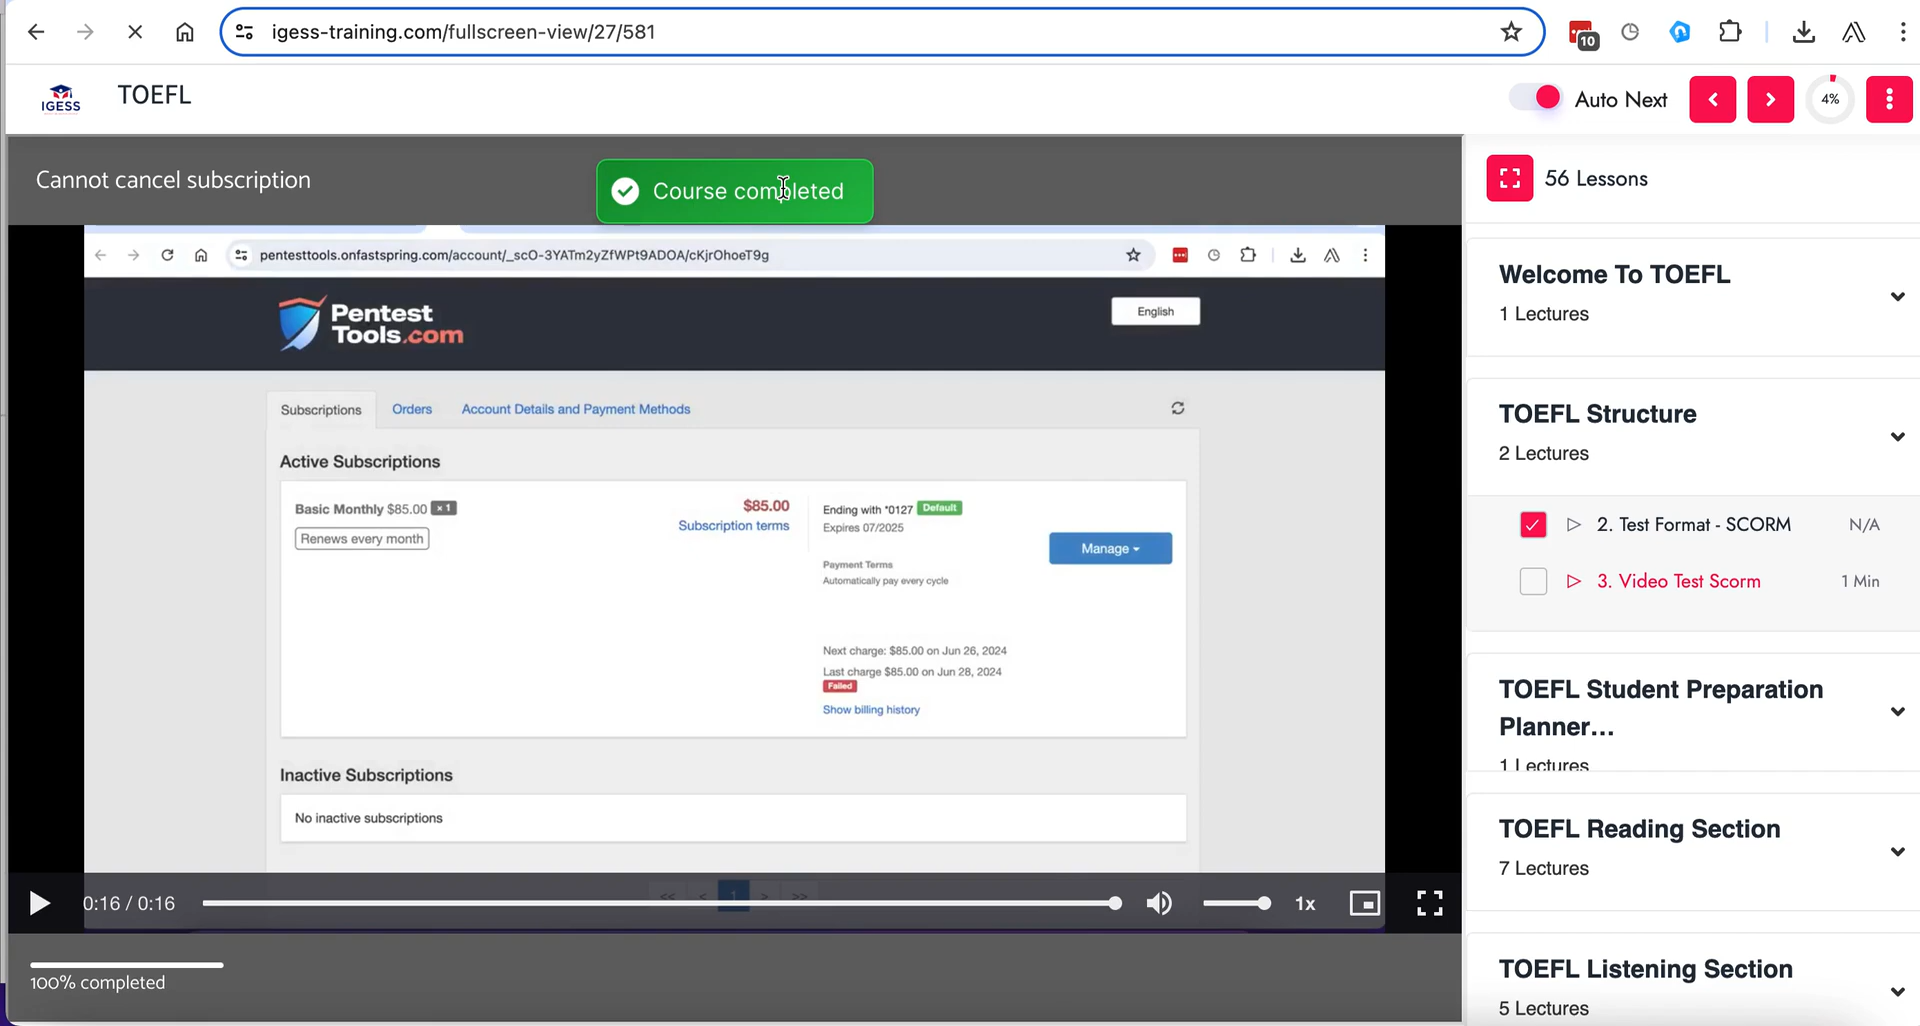 igess-training.com/fullscreen-view/27/581
10
IGESS
TOEFL
Auto Next
4%
Cannot cancel subscription
Course completed
56 Lessons
pentesttools.onfastspring.com/account/_scO-3YATm2yZfWPt9ADOA/cKjrOhoeT9g
Pentest
Tools.com
English
Subscriptions
Orders
Account Details and Payment Methods
Active Subscriptions
Basic Monthly $85.00 x 1
Renews every month
$85.00
Subscription terms
Ending with *0127 Default
Expires 07/2025
Payment Terms
Automatically pay every cycle
Manage
Next charge: $85.00 on Jun 26, 2024
Last charge $85.00 on Jun 28, 2024
Failed
Show billing history
Inactive Subscriptions
No inactive subscriptions
<< < 1 > >>
0:16 / 0:16
1x
100% completed
Welcome To TOEFL
1 Lectures
TOEFL Structure
2 Lectures
2. Test Format - SCORM N/A
3. Video Test Scorm 1 Min
TOEFL Student Preparation
Planner...
1 Lectures
TOEFL Reading Section
7 Lectures
TOEFL Listening Section
5 Lectures